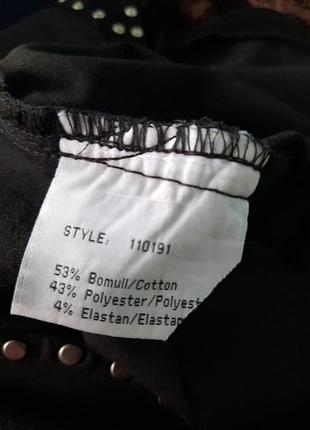 STYLE: 110191
53% Bomull/Cotton
43% Polyester/Polyest
4% Elastan/Elastan